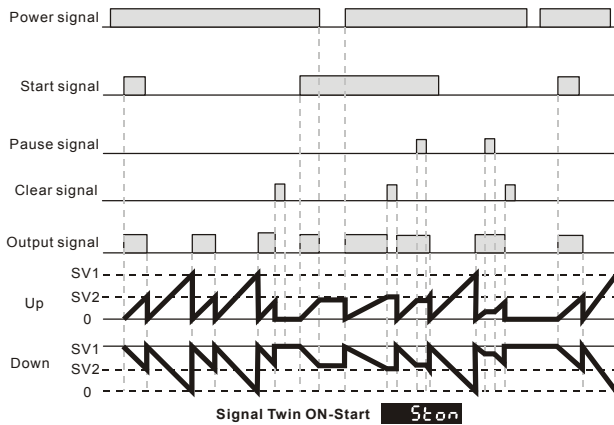 Power signal
Start signal
Pause signal
Clear signal
Output signal
SV1
SV2
Up
0
SV1
Down
SV2
0
Signal Twin ON-Start Ston